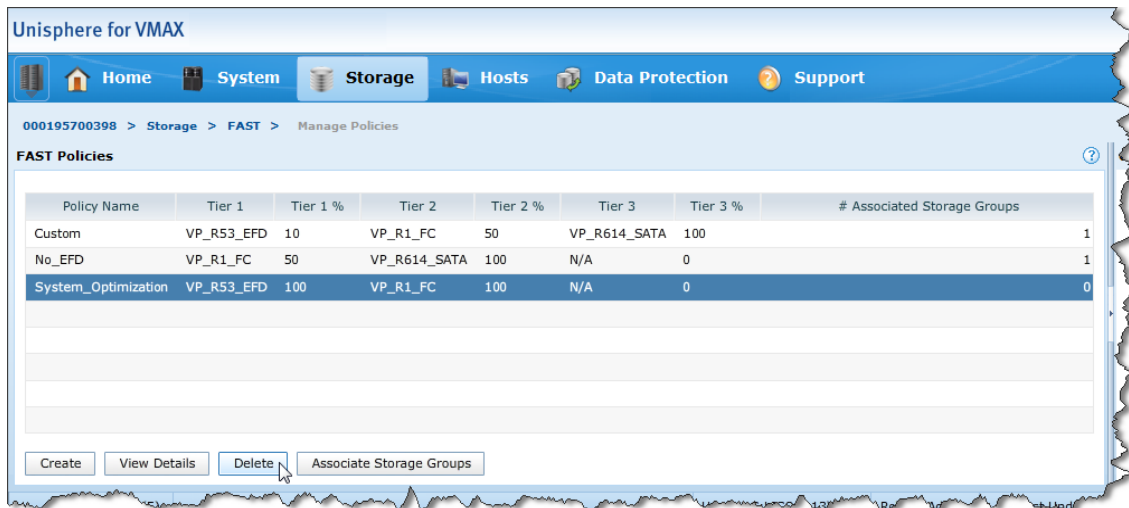 Unisphere for VMAX
Home System Storage Hosts Data Protection Support
000195700398 > Storage > FAST > Manage Policies
FAST Policies
Policy Name Tier 1 Tier 1 % Tier 2 Tier 2 % Tier 3 Tier 3 % # Associated Storage Groups
Custom VP_R53_EFD 10 VP_R1_FC 50 VP_R614_SATA 100 1
No_EFD VP_R1_FC 50 VP_R614_SATA 100 N/A 0 1
System_Optimization VP_R53_EFD 100 VP_R1_FC 100 N/A 0 0
Create View Details Delete Associate Storage Groups